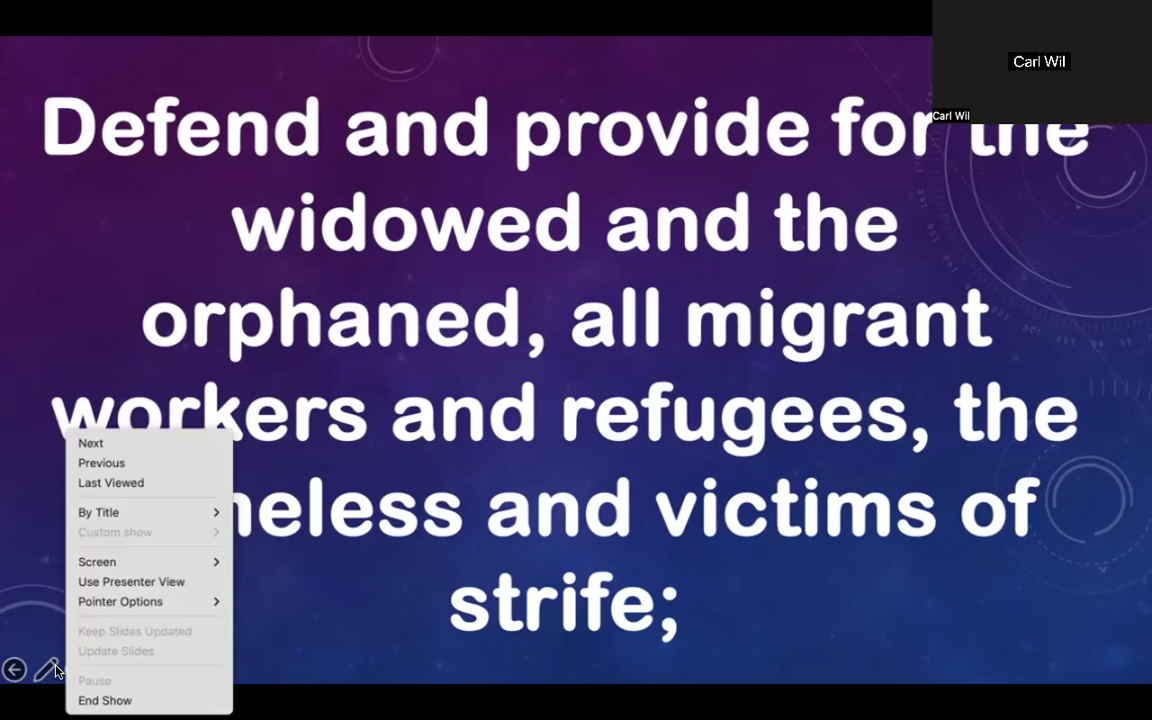 Carl Wil
Carl Wil
Defend and provide for the
widowed and the
orphaned, all migrant
workers and refugees, the
neless and victims of
strife;
Next
Previous
Last Viewed
By Title
Custom show
Screen
Use Presenter View
Pointer Options
Keep Slides Updated
Update Slides
Pause
End Show